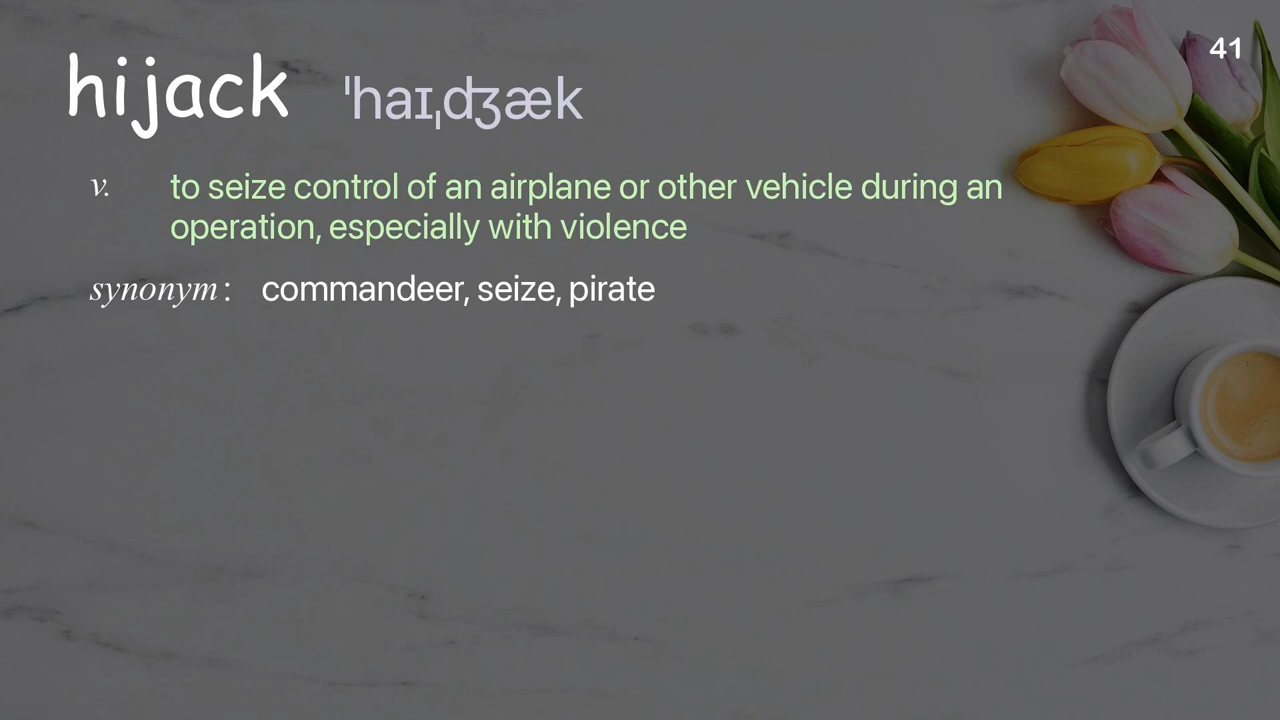 41
hijack ˈhaɪˌdʒæk
v. to seize control of an airplane or other vehicle during an
operation, especially with violence
synonym: commandeer, seize, pirate